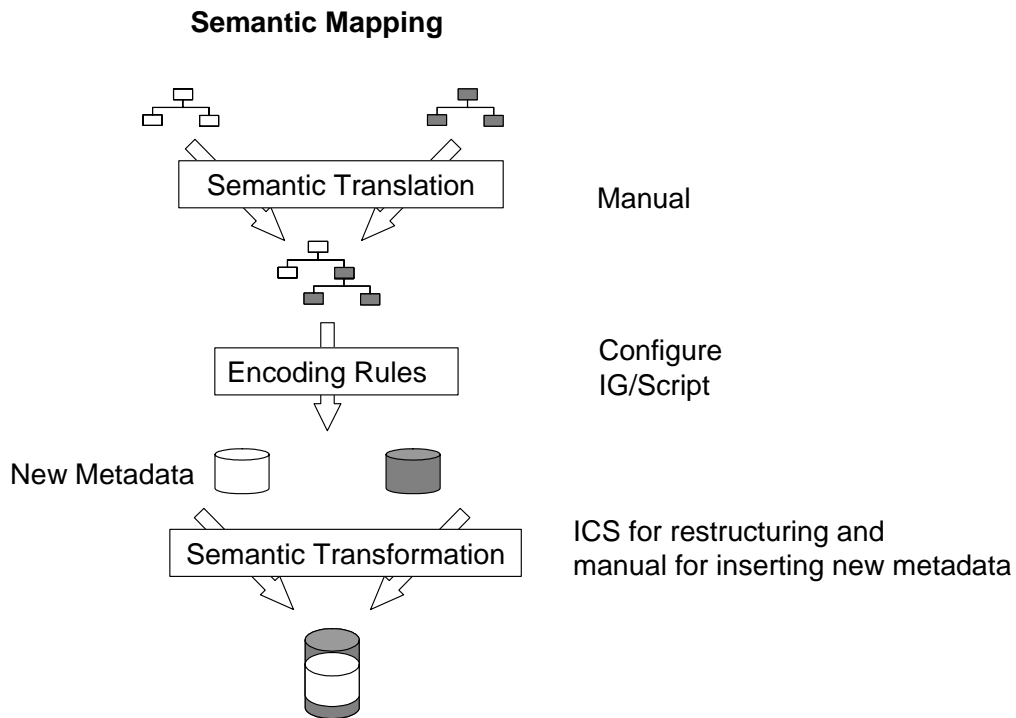 Semantic Mapping
Semantic Translation
Manual
Encoding Rules
Configure
IG/Script
New Metadata
Semantic Transformation
ICS for restructuring and
manual for inserting new metadata